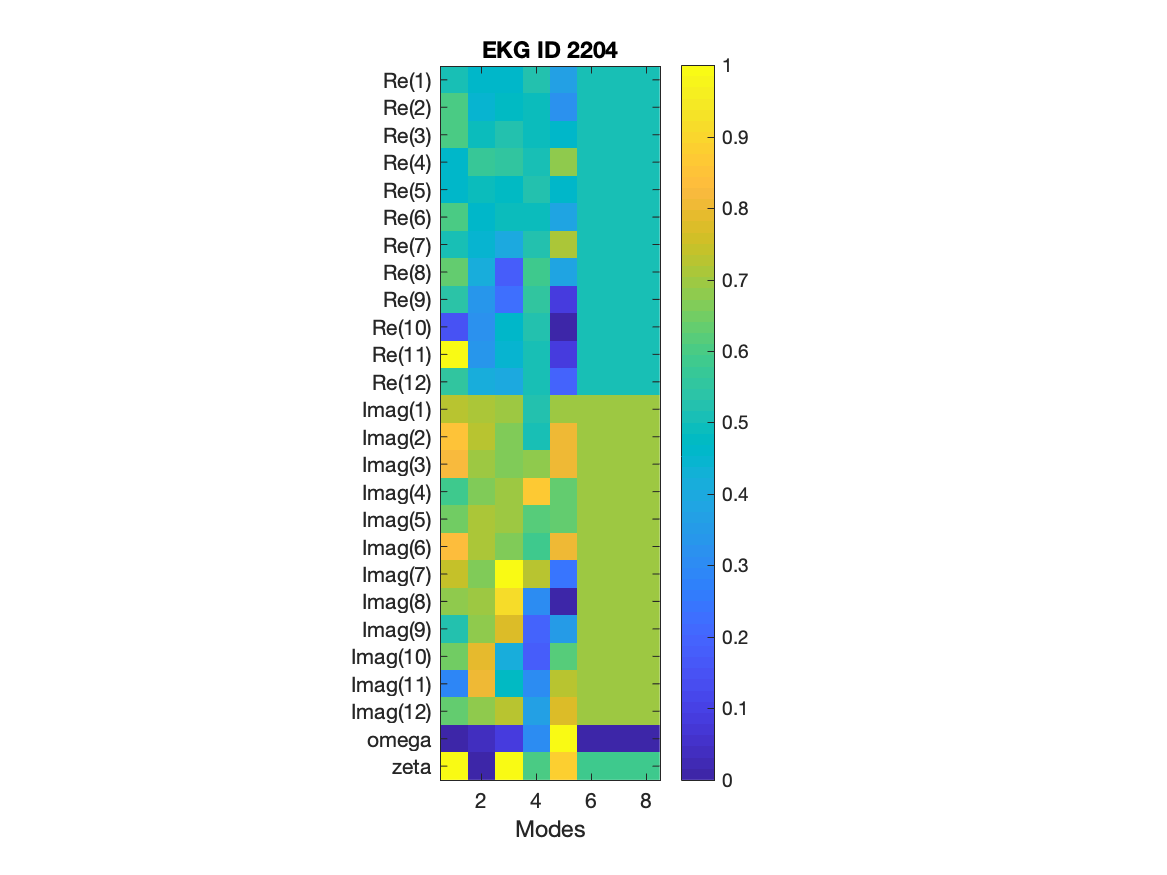 EKG ID 2204
Re(1)
Re(2)
Re(3)
Re(4)
Re(5)
Re(6)
Re(7)
Re(8)
Re(9)
Re(10)
Re(11)
Re(12)
Imag(1)
Imag(2)
Imag(3)
Imag(4)
Imag(5)
Imag(6)
Imag(7)
Imag(8)
Imag(9)
Imag(10)
Imag(11)
Imag(12)
omega
zeta
2 4 6 8
Modes
1
0.9
0.8
0.7
0.6
0.5
0.4
0.3
0.2
0.1
0